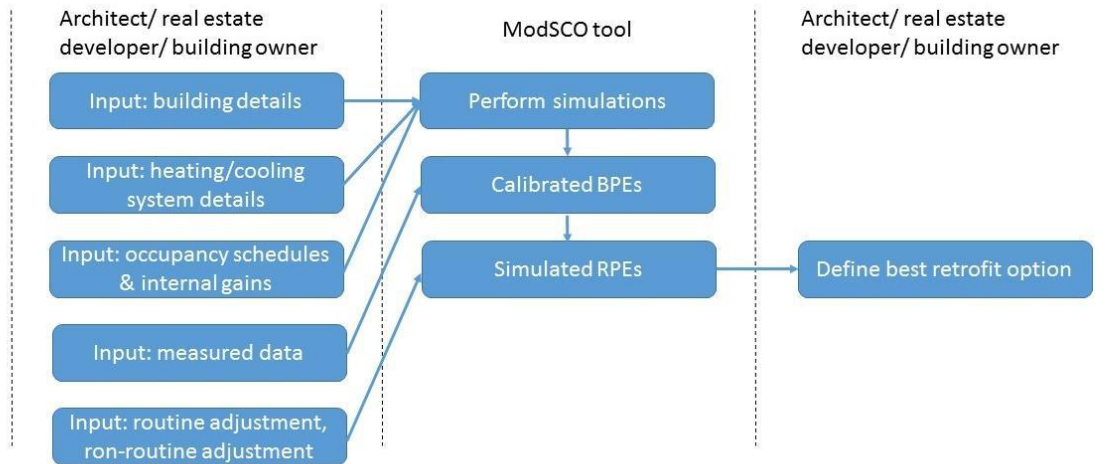 Architect/ real estate
developer/ building owner
Input: building details
Input: heating/cooling
system details
Input: occupancy schedules
& internal gains
Input: measured data
Input: routine adjustment,
ron-routine adjustment
ModSCO tool
Perform simulations
Calibrated BPEs
Simulated RPEs
Architect/ real estate
developer/ building owner
Define best retrofit option